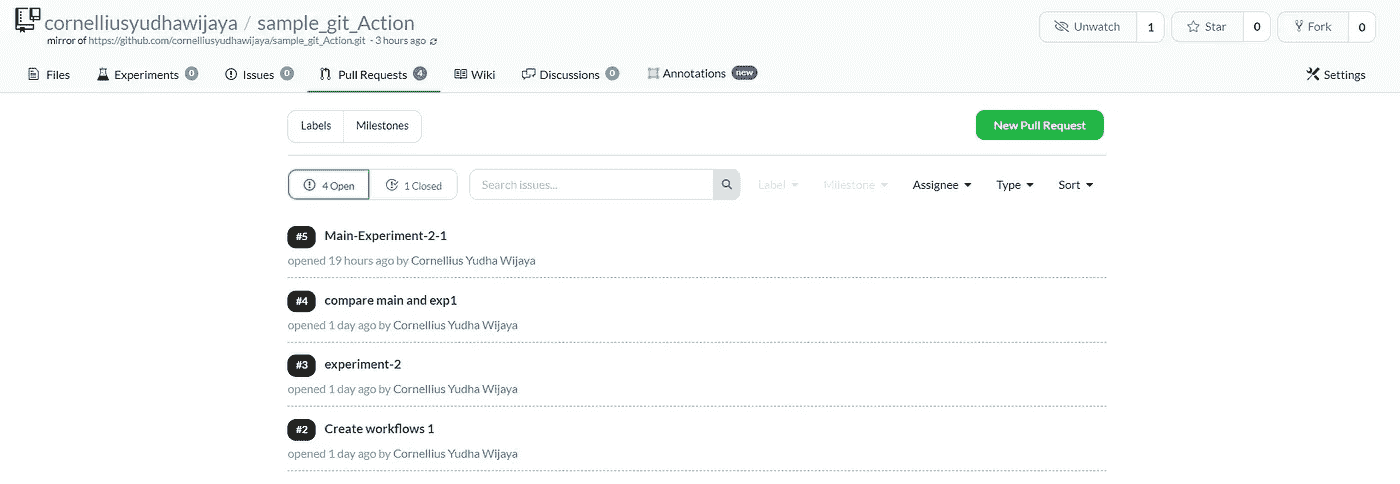 cornelliusyudhawijaya / sample_git_Action
mirror of https://github.com/cornelliusyudhawijaya/sample_git_Action.git - 3 hours ago
Unwatch 1 Star 0 Fork 0
Files Experiments 0 Issues 0 Pull Requests 4 Wiki Discussions 0 Annotations new Settings
Labels Milestones New Pull Request
4 Open 1 Closed Search issues... Label Milestone Assignee Type Sort
#5 Main-Experiment-2-1
opened 19 hours ago by Cornellius Yudha Wijaya
#4 compare main and exp1
opened 1 day ago by Cornellius Yudha Wijaya
#3 experiment-2
opened 1 day ago by Cornellius Yudha Wijaya
#2 Create workflows 1
opened 1 day ago by Cornellius Yudha Wijaya